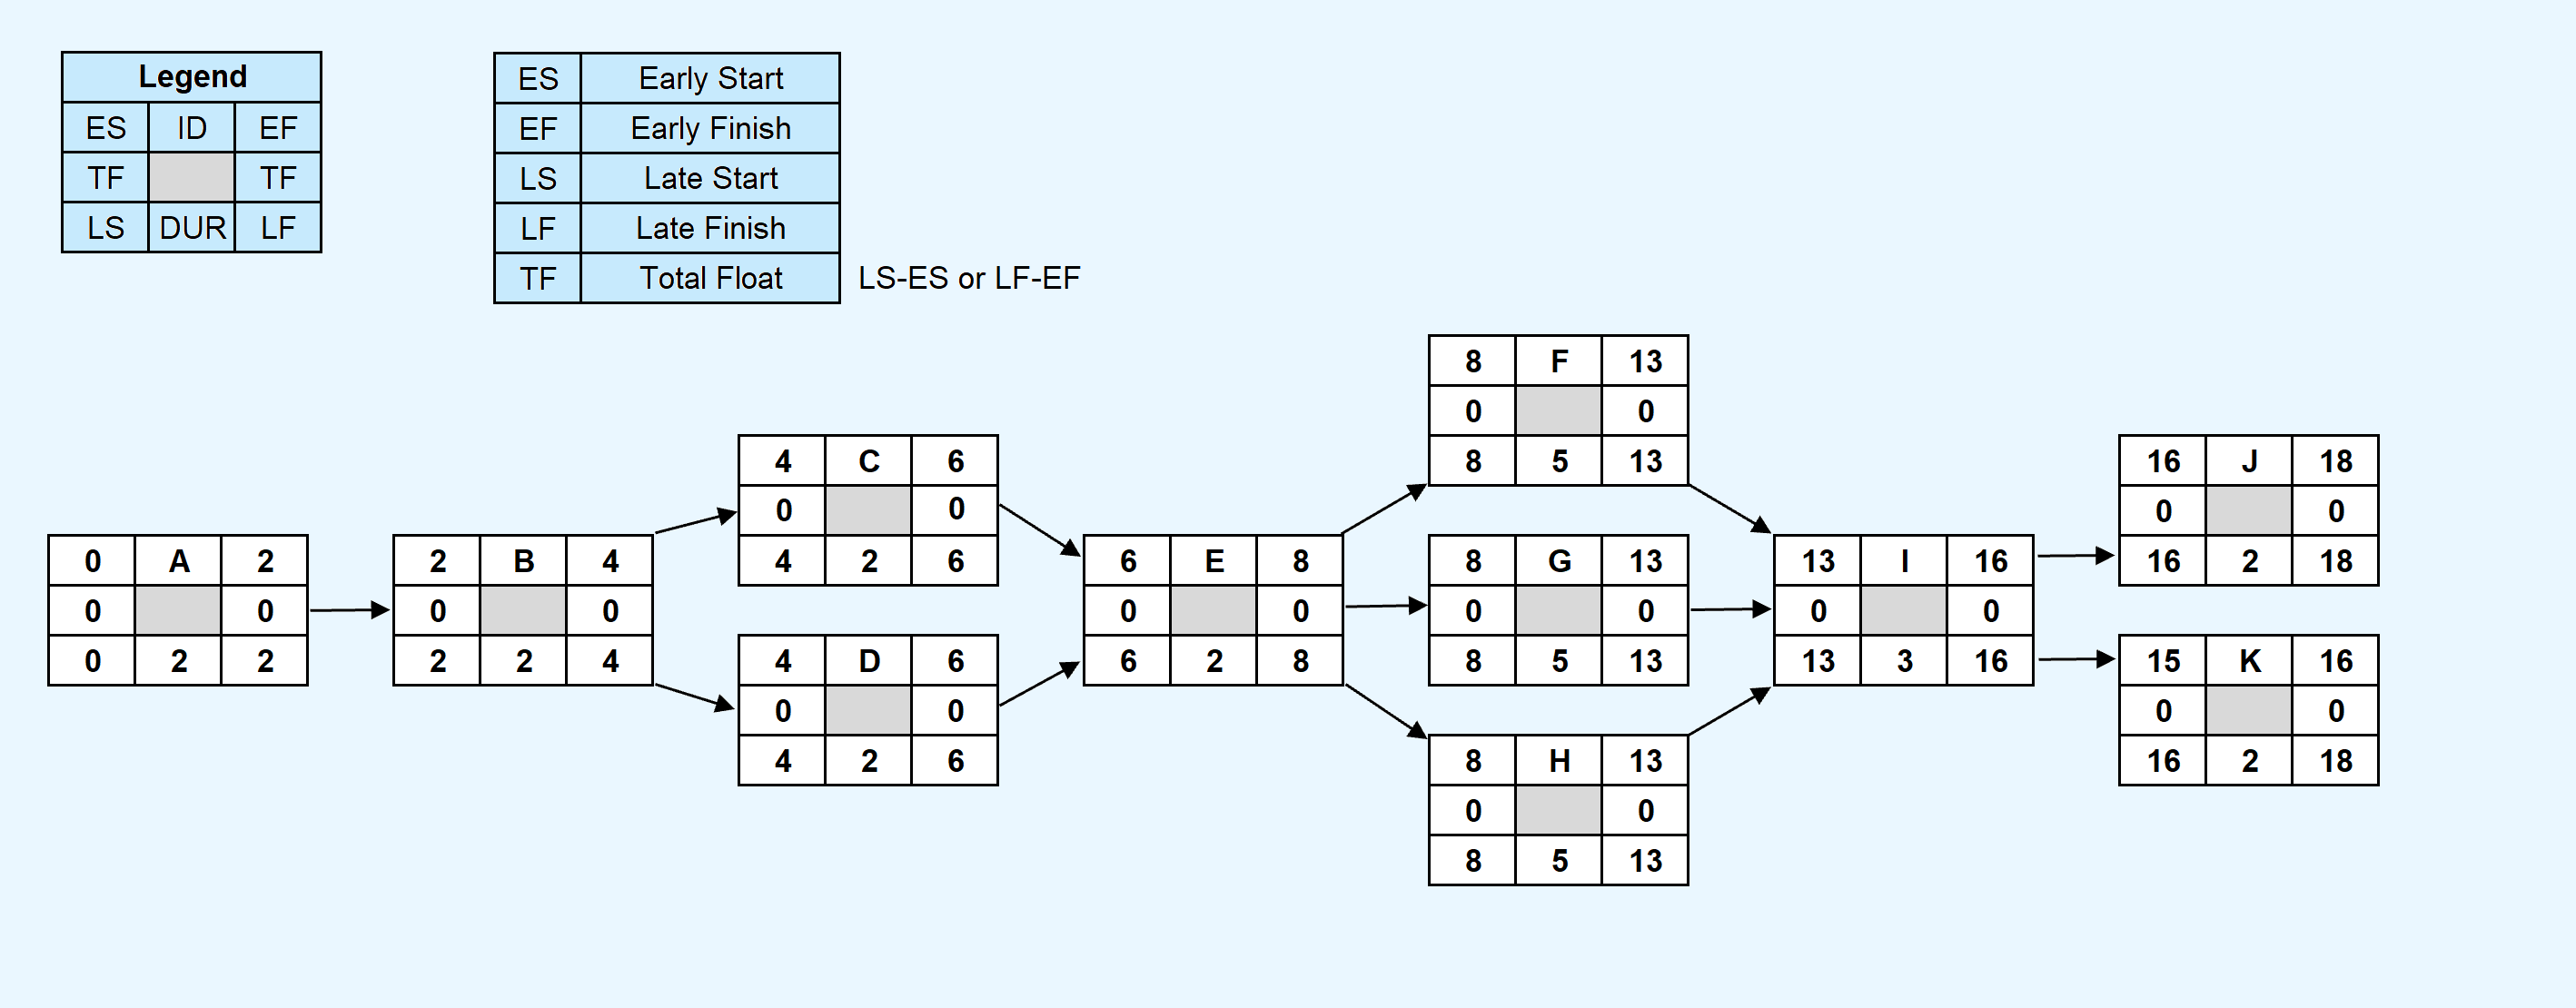 Legend
ES ID EF
TF TF
LS DUR LF
ES Early Start
EF Early Finish
LS Late Start
LF Late Finish
TF Total Float LS-ES or LF-EF
0 A 2
0 0
0 2 2
2 B 4
0 0
2 2 4
4 C 6
0 0
4 2 6
4 D 6
0 0
4 2 6
6 E 8
0 0
6 2 8
8 F 13
0 0
8 5 13
8 G 13
0 0
8 5 13
8 H 13
0 0
8 5 13
13 I 16
0 0
13 3 16
16 J 18
0 0
16 2 18
15 K 16
0 0
16 2 18